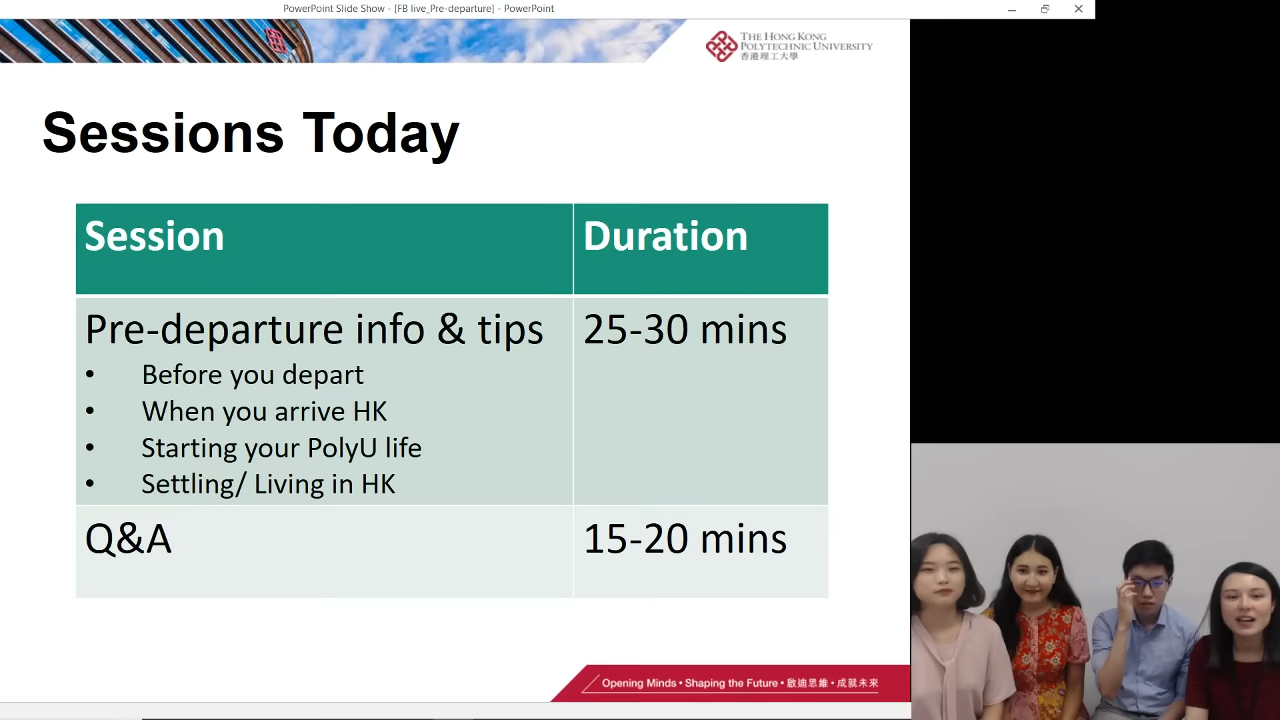 PowerPoint Slide Show - [FB live_Pre-departure] - PowerPoint
THE HONG KONG
POLYTECHNIC UNIVERSITY
香港理工大學
Sessions Today
Session
Duration
Pre-departure info & tips
25-30 mins
• Before you depart
• When you arrive HK
• Starting your PolyU life
• Settling/ Living in HK
Q&A
15-20 mins
Opening Minds • Shaping the Future • 啟迪思維 • 成就未來